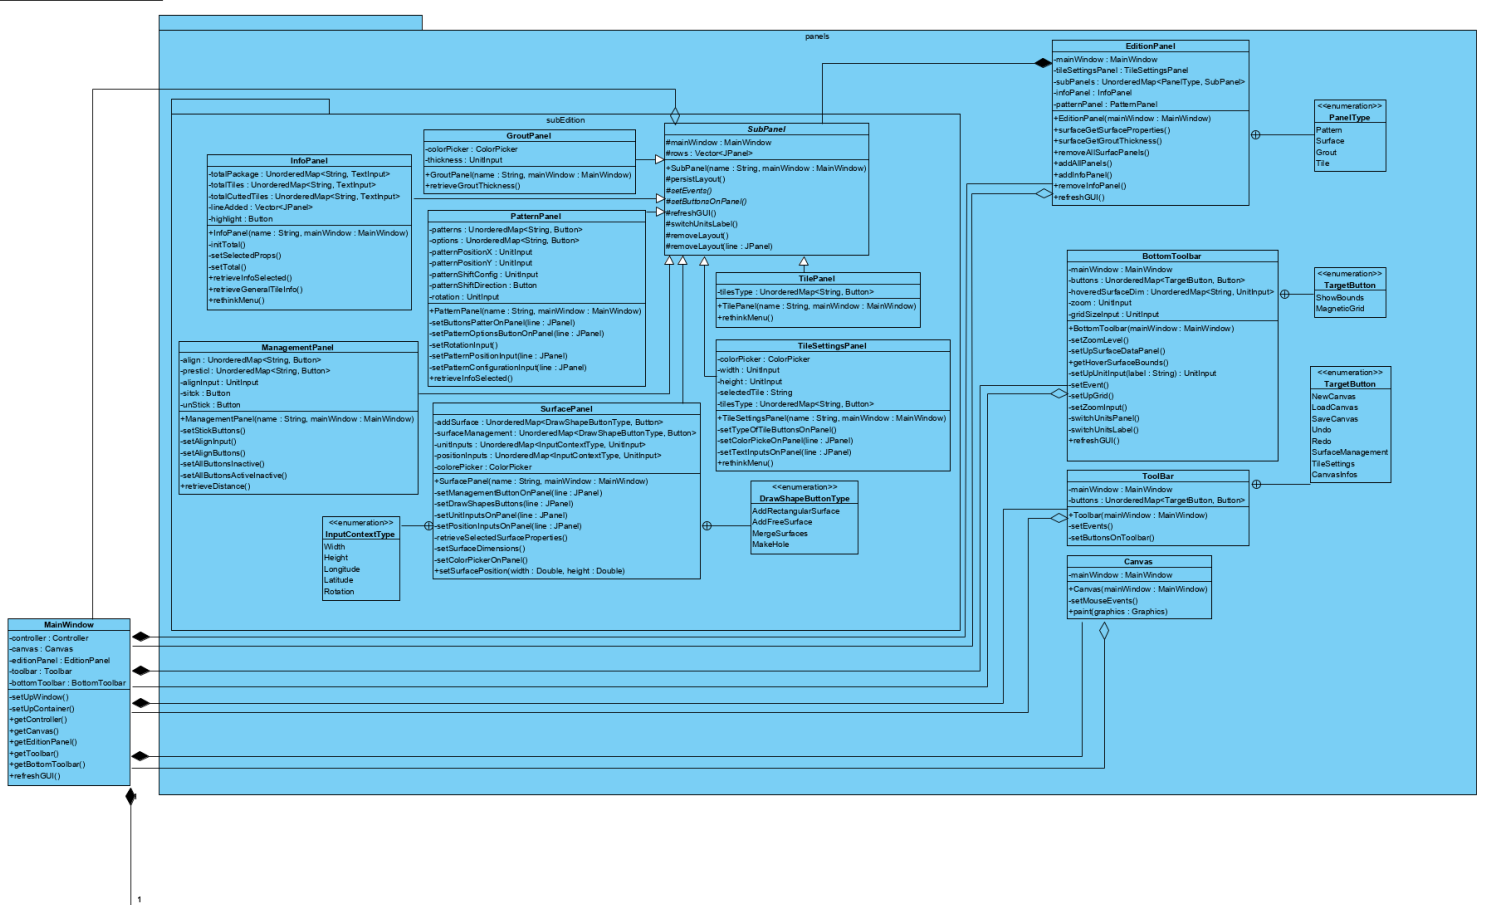 panels
subEdition
InfoPanel
-totalPackage : UnorderedMap<String, TextInput>
-totalTiles : UnorderedMap<String, TextInput>
-totalCuttedTiles : UnorderedMap<String, TextInput>
-lineAdded : Vector<JPanel>
-highlight : Button
+InfoPanel(name : String, mainWindow : MainWindow)
-initTotal()
-setSelectedProps()
-setTotal()
+retrieveInfoSelected()
+retrieveGeneralTileInfo()
+rethinkMenu()
ManagementPanel
-align : UnorderedMap<String, Button>
-presticl : UnorderedMap<String, Button>
-alignInput : UnitInput
-sitck : Button
-unStick : Button
+ManagementPanel(name : String, mainWindow : MainWindow)
-setStickButtons()
-setAlignInput()
-setAlignButtons()
-setAllButtonsInactive()
-setAllButtonsActiveInactive()
+retrieveDistance()
GroutPanel
-colorPicker : ColorPicker
-thickness : UnitInput
+GroutPanel(name : String, mainWindow : MainWindow)
+retrieveGroutThickness()
PatternPanel
-patterns : UnorderedMap<String, Button>
-options : UnorderedMap<String, Button>
-patternPositionX : UnitInput
-patternPositionY : UnitInput
-patternShiftConfig : UnitInput
-patternShiftDirection : Button
-rotation : UnitInput
+PatternPanel(name : String, mainWindow : MainWindow)
-setButtonsPatterOnPanel(line : JPanel)
-setPatternOptionsButtonOnPanel(line : JPanel)
-setRotationInput()
-setPatternPositionInput(line : JPanel)
-setPatternConfigurationInput(line : JPanel)
+retrieveInfoSelected()
SurfacePanel
-addSurface : UnorderedMap<DrawShapeButtonType, Button>
-surfaceManagement : UnorderedMap<DrawShapeButtonType, Button>
-unitInputs : UnorderedMap<InputContextType, UnitInput>
-positionInputs : UnorderedMap<InputContextType, UnitInput>
-colorePicker : ColorPicker
+SurfacePanel(name : String, mainWindow : MainWindow)
-setManagementButtonOnPanel(line : JPanel)
-setDrawShapesButtons(line : JPanel)
-setUnitInputsOnPanel(line : JPanel)
-setPositionInputsOnPanel(line : JPanel)
-retrieveSelectedSurfaceProperties()
-setSurfaceDimensions()
-setColorPickerOnPanel()
+setSurfacePosition(width : Double, height : Double)
<<enumeration>>
InputContextType
Width
Height
Longitude
Latitude
Rotation
SubPanel
#mainWindow : MainWindow
#rows : Vector<JPanel>
+SubPanel(name : String, mainWindow : MainWindow)
#persistLayout()
#setEvents()
#setButtonsOnPanel()
#refreshGUI()
#switchUnitsLabel()
#removeLayout()
#removeLayout(line : JPanel)
TilePanel
-tilesType : UnorderedMap<String, Button>
+TilePanel(name : String, mainWindow : MainWindow)
+rethinkMenu()
TileSettingsPanel
-colorPicker : ColorPicker
-width : UnitInput
-height : UnitInput
-selectedTile : String
-tilesType : UnorderedMap<String, Button>
+TileSettingsPanel(name : String, mainWindow : MainWindow)
-setTypeOfTileButtonsOnPanel()
-setColorPickeOnPanel(line : JPanel)
-setTextInputsOnPanel(line : JPanel)
+rethinkMenu()
<<enumeration>>
DrawShapeButtonType
AddRectangularSurface
AddFreeSurface
MergeSurfaces
MakeHole
EditionPanel
-mainWindow : MainWindow
-tileSettingsPanel : TileSettingsPanel
-subPanels : UnorderedMap<PanelType, SubPanel>
-infoPanel : InfoPanel
-patternPanel : PatternPanel
+EditionPanel(mainWindow : MainWindow)
+surfaceGetSurfaceProperties()
+surfaceGetGroutThickness()
+removeAllSurfacPanels()
+addAllPanels()
+addInfoPanel()
+removeInfoPanel()
+refreshGUI()
<<enumeration>>
PanelType
Pattern
Surface
Grout
Tile
BottomToolbar
-mainWindow : MainWindow
-buttons : UnorderedMap<TargetButton, Button>
-hoveredSurfaceDim : UnorderedMap<String, UnitInput>
-zoom : UnitInput
-gridSizeInput : UnitInput
+BottomToolbar(mainWindow : MainWindow)
-setZoomLevel()
-setUpSurfaceDataPanel()
+getHoverSurfaceBounds()
-setUpUnitInput(label : String) : UnitInput
-setEvent()
-setUpGrid()
-setZoomInput()
-switchUnitsPanel()
-switchUnitsLabel()
+refreshGUI()
<<enumeration>>
TargetButton
ShowBounds
MagneticGrid
<<enumeration>>
TargetButton
NewCanvas
LoadCanvas
SaveCanvas
Undo
Redo
SurfaceManagement
TileSettings
CanvasInfos
ToolBar
-mainWindow : MainWindow
-buttons : UnorderedMap<TargetButton, Button>
+Toolbar(mainWindow : MainWindow)
-setEvents()
-setButtonsOnToolbar()
Canvas
-mainWindow : MainWindow
+Canvas(mainWindow : MainWindow)
-setMouseEvents()
+paint(graphics : Graphics)
MainWindow
-controller : Controller
-canvas : Canvas
-editionPanel : EditionPanel
-toolbar : Toolbar
-bottomToolbar : BottomToolbar
-setUpWindow()
-setUpContainer()
+getController()
+getCanvas()
+getEditionPanel()
+getToolbar()
+getBottomToolbar()
+refreshGUI()
1